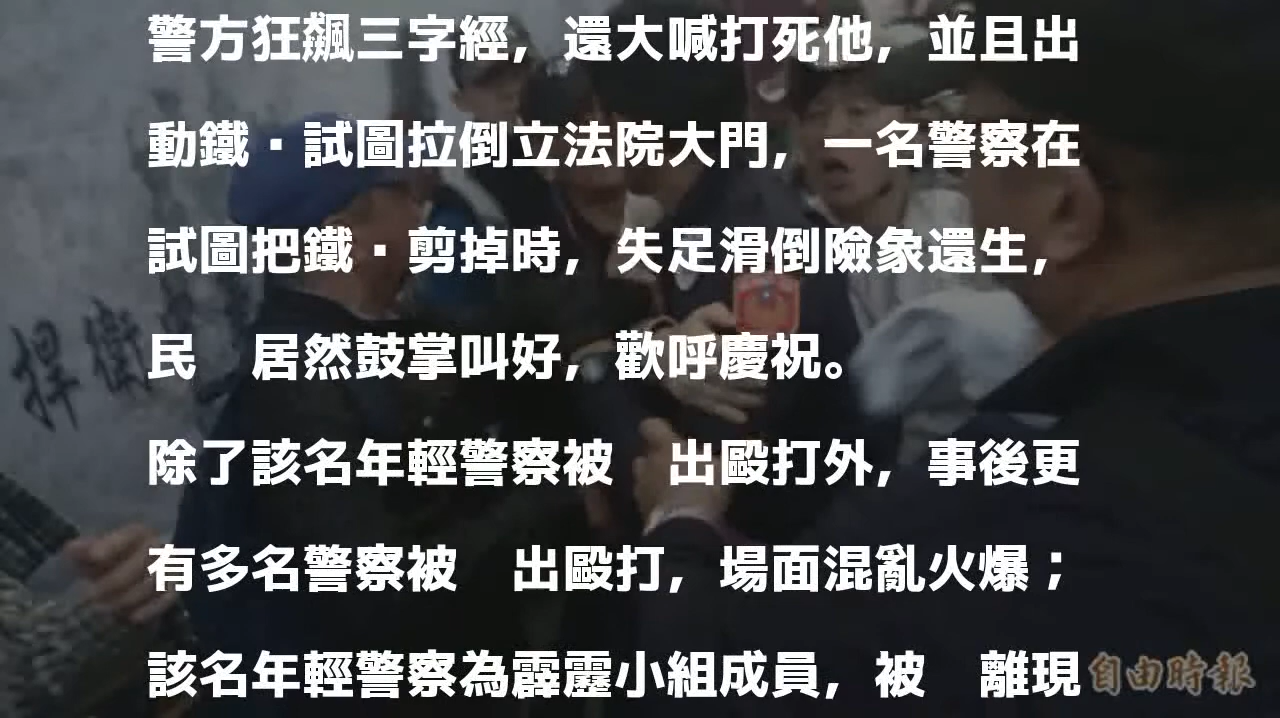 警方狂飆三字經，還大喊打死他，並且出
動鐵▪試圖拉倒立法院大門，一名警察在
試圖把鐵▪剪掉時，失足滑倒險象還生，
民　居然鼓掌叫好，歡呼慶祝。
除了該名年輕警察被　出毆打外，事後更
有多名警察被　出毆打，場面混亂火爆；
該名年輕警察為霹靂小組成員，被　離現
捍衛
自由時報